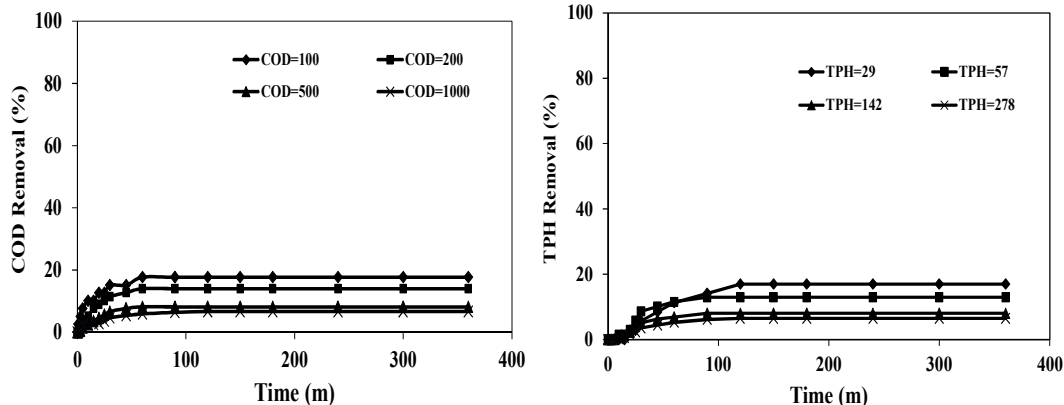 100
80
60
40
20
0
COD Removal (%)
COD=100
COD=200
COD=500
COD=1000
0
100
200
300
400
Time (m)
100
80
60
40
20
0
TPH Removal (%)
TPH=29
TPH=57
TPH=142
TPH=278
0
100
200
300
400
Time (m)